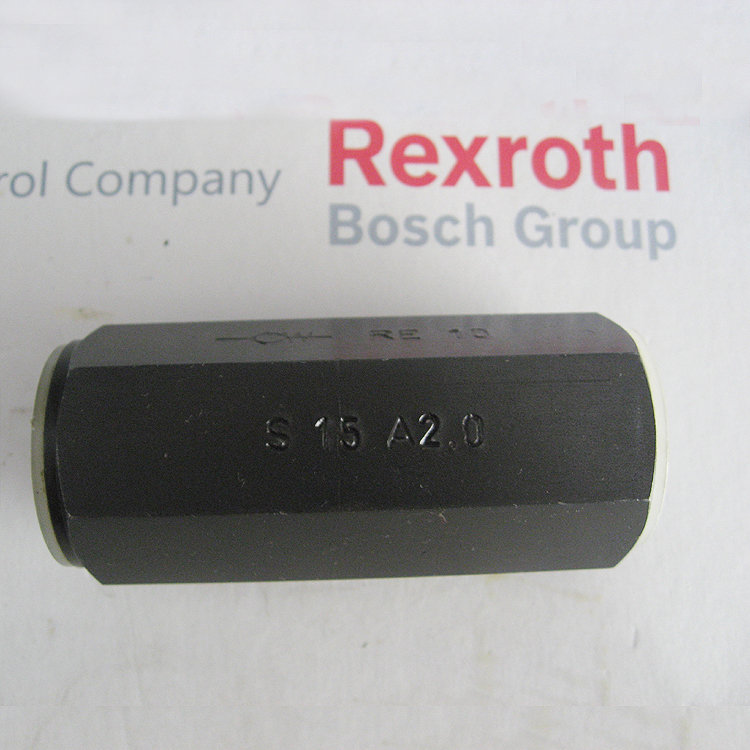 rol Company
Rexroth
Bosch Group
RE 10
S 15 A2.0